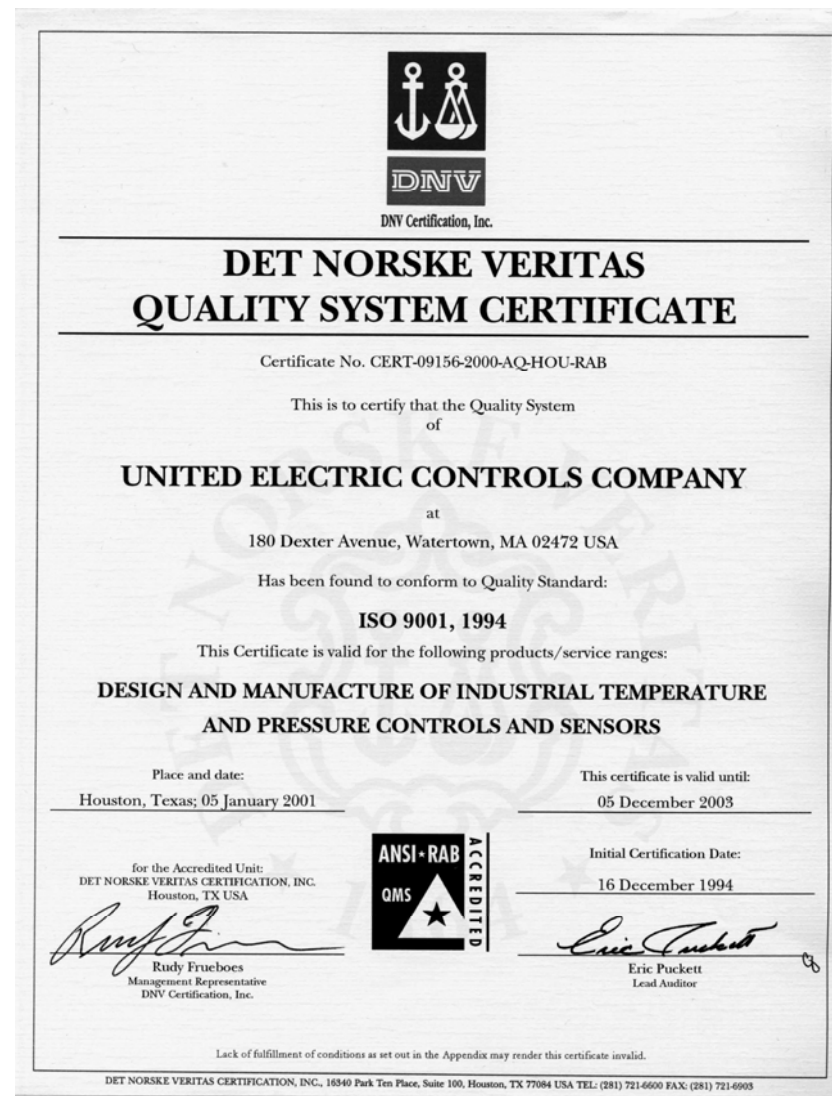 DNV
DNV Certification, Inc.
DET NORSKE VERITAS
QUALITY SYSTEM CERTIFICATE
Certificate No. CERT-09156-2000-AQ-HOU-RAB
This is to certify that the Quality System
of
UNITED ELECTRIC CONTROLS COMPANY
at
180 Dexter Avenue, Watertown, MA 02472 USA
Has been found to conform to Quality Standard:
ISO 9001, 1994
This Certificate is valid for the following products/service ranges:
DESIGN AND MANUFACTURE OF INDUSTRIAL TEMPERATURE
AND PRESSURE CONTROLS AND SENSORS
Place and date:
Houston, Texas; 05 January 2001
This certificate is valid until:
05 December 2003
for the Accredited Unit:
DET NORSKE VERITAS CERTIFICATION, INC.
Houston, TX USA
ANSI★RAB
QMS
ACCREDITED
Initial Certification Date:
16 December 1994
Rudy Frueboes
Management Representative
DNV Certification, Inc.
Eric Puckett
Eric Puckett
Lead Auditor
Lack of fulfillment of conditions as set out in the Appendix may render this certificate invalid.
DET NORSKE VERITAS CERTIFICATION, INC., 16340 Park Ten Place, Suite 100, Houston, TX 77084 USA TEL: (281) 721-6600 FAX: (281) 721-6903
DET NORSKE VERITAS